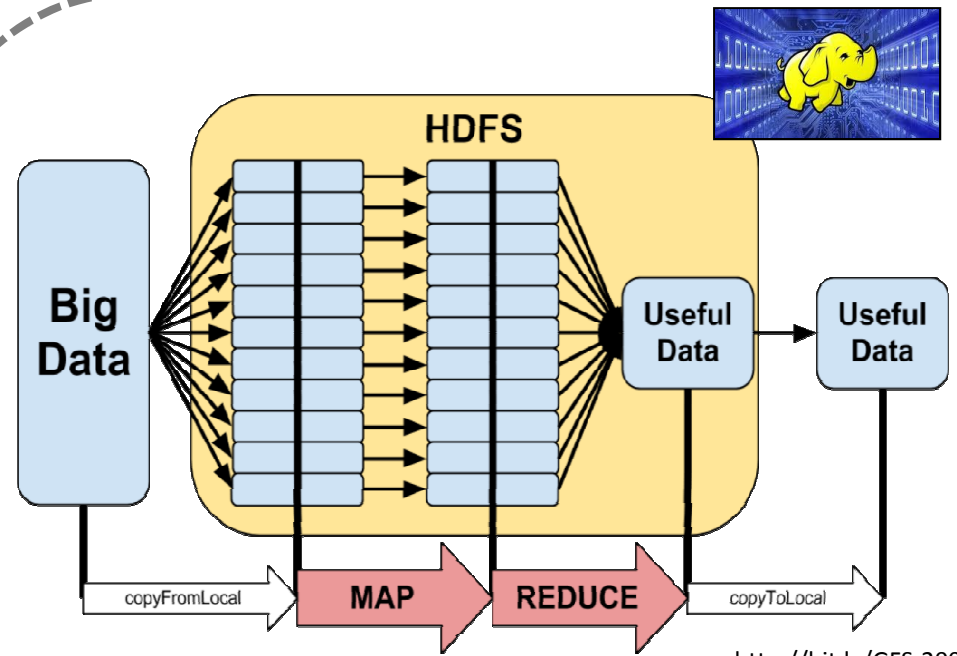 HDFS
Big
Data
Useful
Data
Useful
Data
copyFromLocal
MAP
REDUCE
copyToLocal